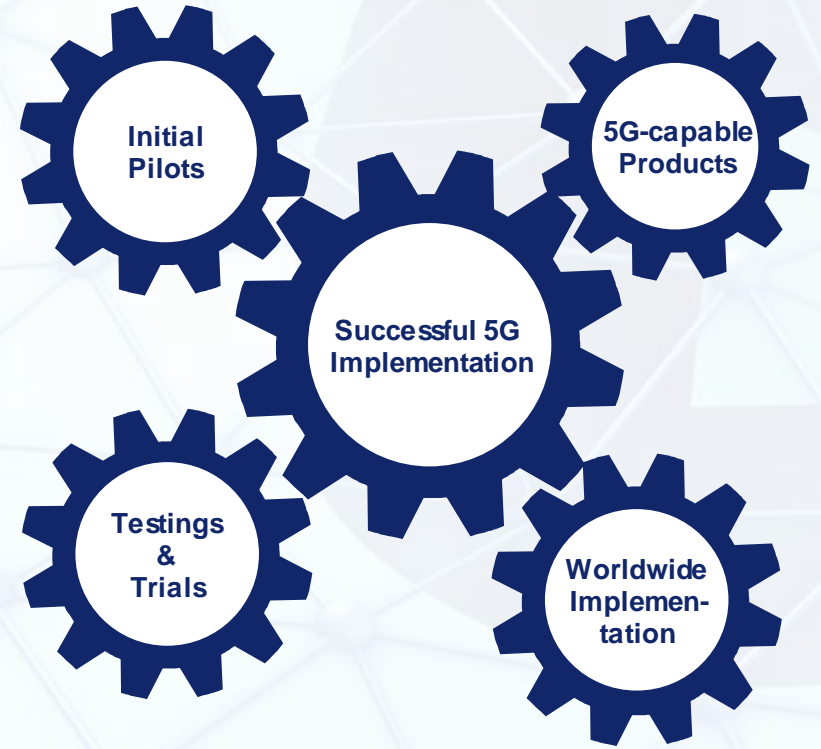 Initial
Pilots
5G-capable
Products
Successful 5G
Implementation
Testings
&
Trials
Worldwide
Implemen-
tation